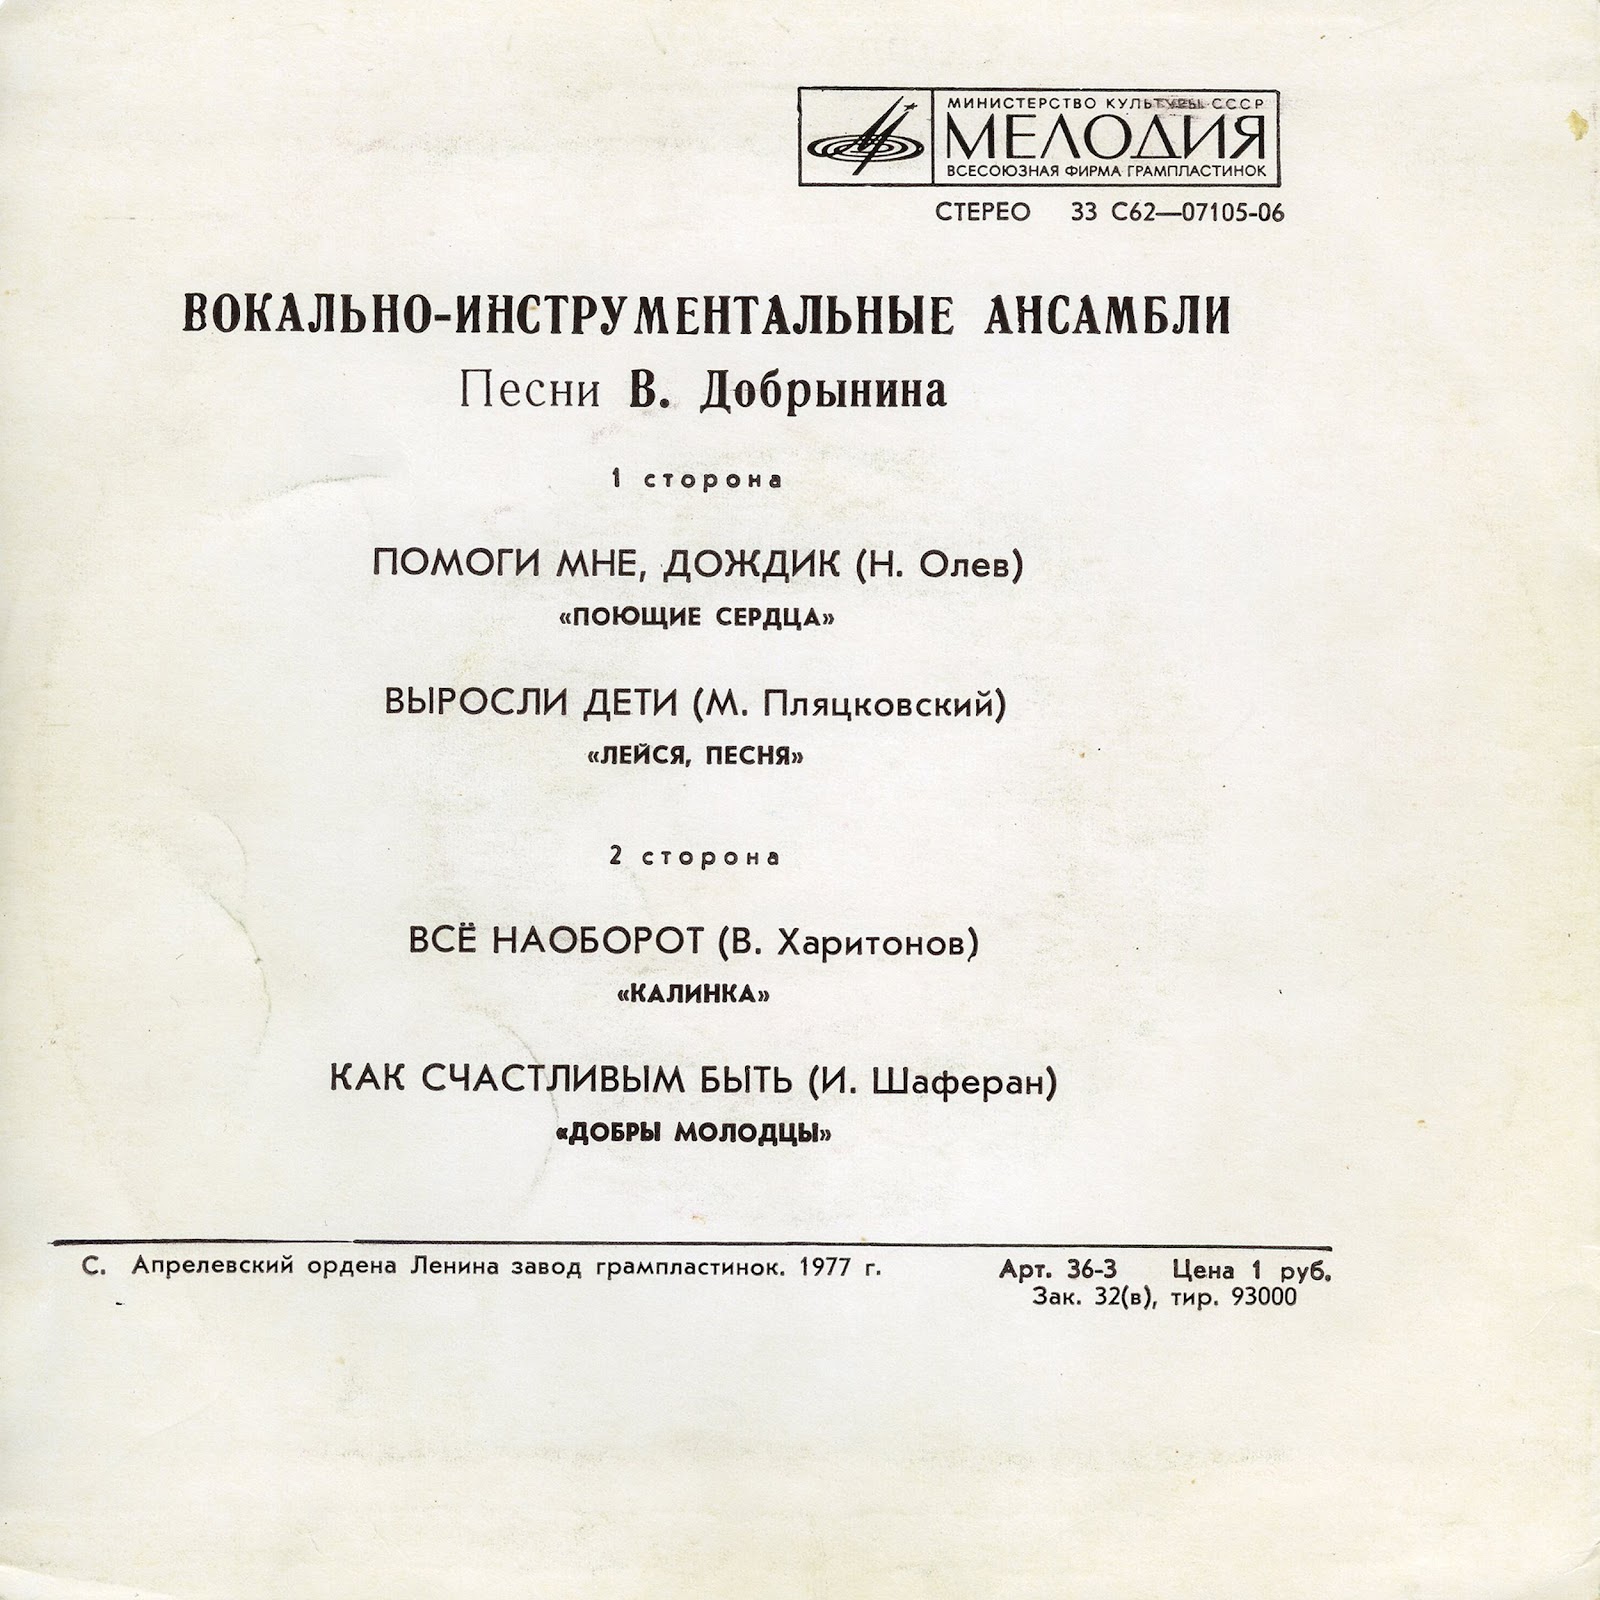 МИНИСТЕРСТВО КУЛЬТУРЫ СССР
МЕЛОДИЯ
ВСЕСОЮЗНАЯ ФИРМА ГРАМПЛАСТИНОК
СТЕРЕО 33 С62—07105-06
ВОКАЛЬНО-ИНСТРУМЕНТАЛЬНЫЕ АНСАМБЛИ
Песни В. Добрынина
1 сторона
ПОМОГИ МНЕ, ДОЖДИК (Н. Олев)
«ПОЮЩИЕ СЕРДЦА»
ВЫРОСЛИ ДЕТИ (М. Пляцковский)
«ЛЕЙСЯ, ПЕСНЯ»
2 сторона
ВСЁ НАОБОРОТ (В. Харитонов)
«КАЛИНКА»
КАК СЧАСТЛИВЫМ БЫТЬ (И. Шаферан)
«ДОБРЫ МОЛОДЦЫ»
С. Апрелевский ордена Ленина завод грампластинок. 1977 г. Арт. 36-3 Цена 1 руб.
Зак. 32(в), тир. 93000